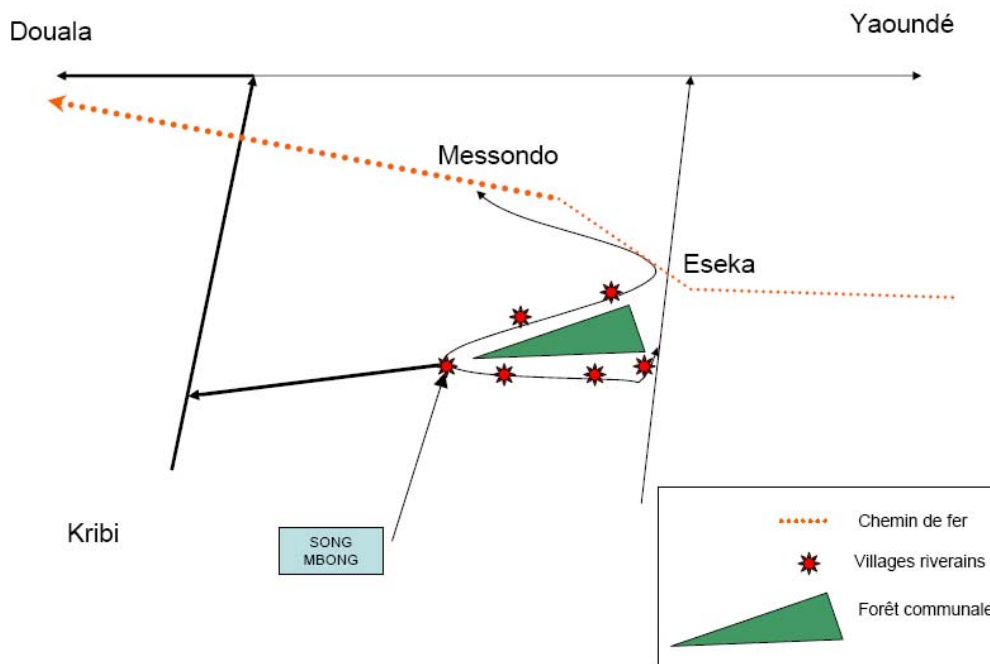 Douala
Yaoundé
Messondo
Eseka
Kribi
SONG
MBONG
Chemin de fer
Villages riverains
Forêt communale